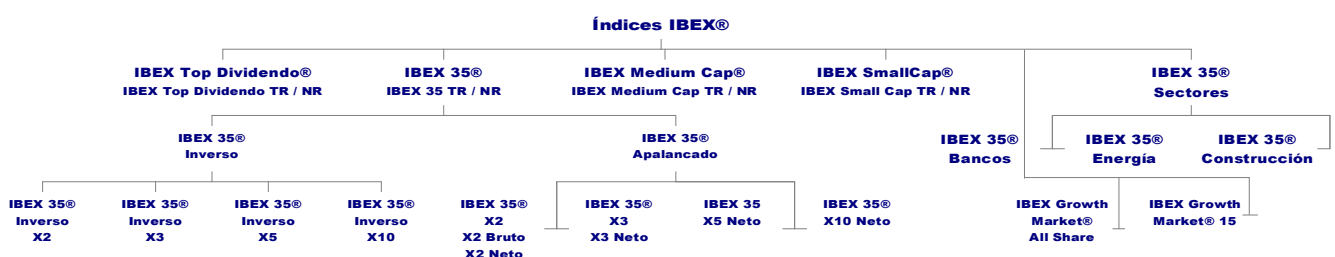 Índices IBEX®
IBEX Top Dividendo®
IBEX Top Dividendo TR / NR
IBEX 35®
IBEX 35 TR / NR
IBEX Medium Cap®
IBEX Medium Cap TR / NR
IBEX SmallCap®
IBEX Small Cap TR / NR
IBEX 35®
Sectores
IBEX 35®
Inverso
IBEX 35®
Apalancado
IBEX 35®
Bancos
IBEX 35®
Energía
IBEX 35®
Construcción
IBEX 35®
Inverso
X2
IBEX 35®
Inverso
X3
IBEX 35®
Inverso
X5
IBEX 35®
Inverso
X10
IBEX 35®
X2
X2 Bruto
X2 Neto
IBEX 35®
X3
X3 Neto
IBEX 35
X5 Neto
IBEX 35®
X10 Neto
IBEX Growth
Market®
All Share
IBEX Growth
Market® 15